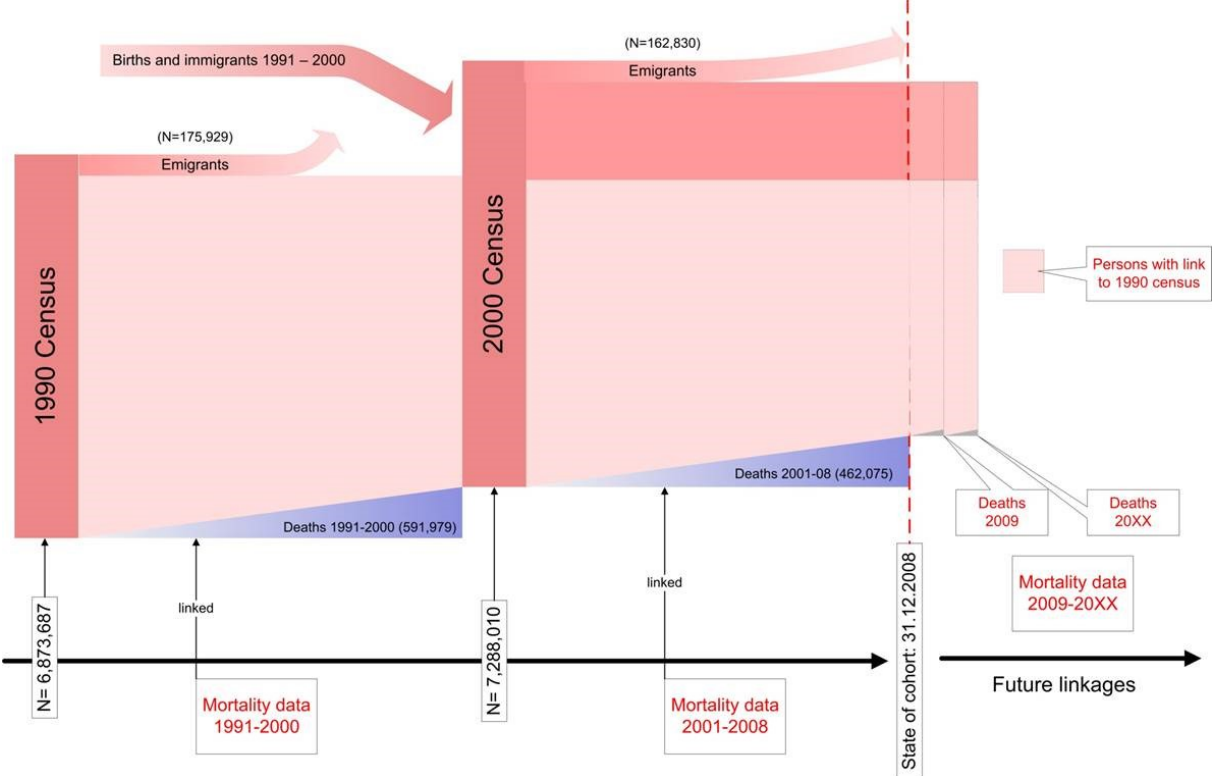 (N=162,830)
Emigrants
Births and immigrants 1991 – 2000
(N=175,929)
Emigrants
1990 Census
2000 Census
Persons with link
to 1990 census
Deaths 1991-2000 (591,979)
Deaths 2001-08 (462,075)
Deaths
2009
Deaths
20XX
linked
linked
N= 6,873,687
N= 7,288,010
State of cohort: 31.12.2008
Mortality data
2009-20XX
Future linkages
Mortality data
1991-2000
Mortality data
2001-2008